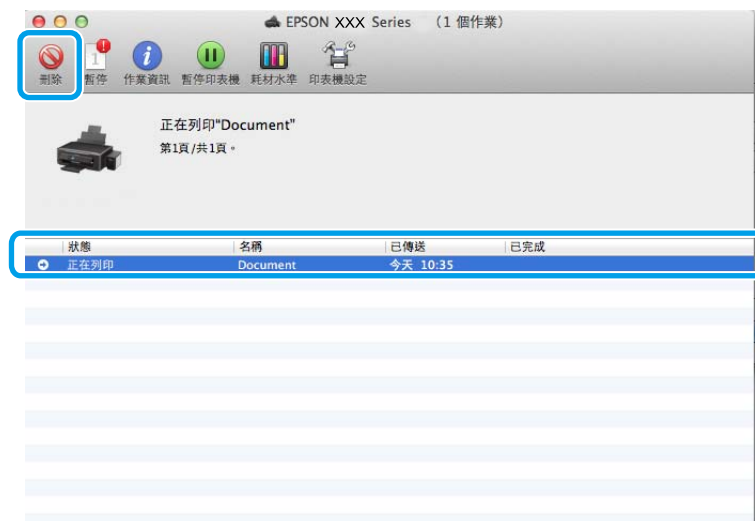 EPSON XXX Series （1 個作業）
1
!
i
刪除 暫停 作業資訊 暫停印表機 耗材水準 印表機設定
正在列印"Document"
第1頁/共1頁。
狀態 名稱 已傳送 已完成
正在列印 Document 今天 10:35